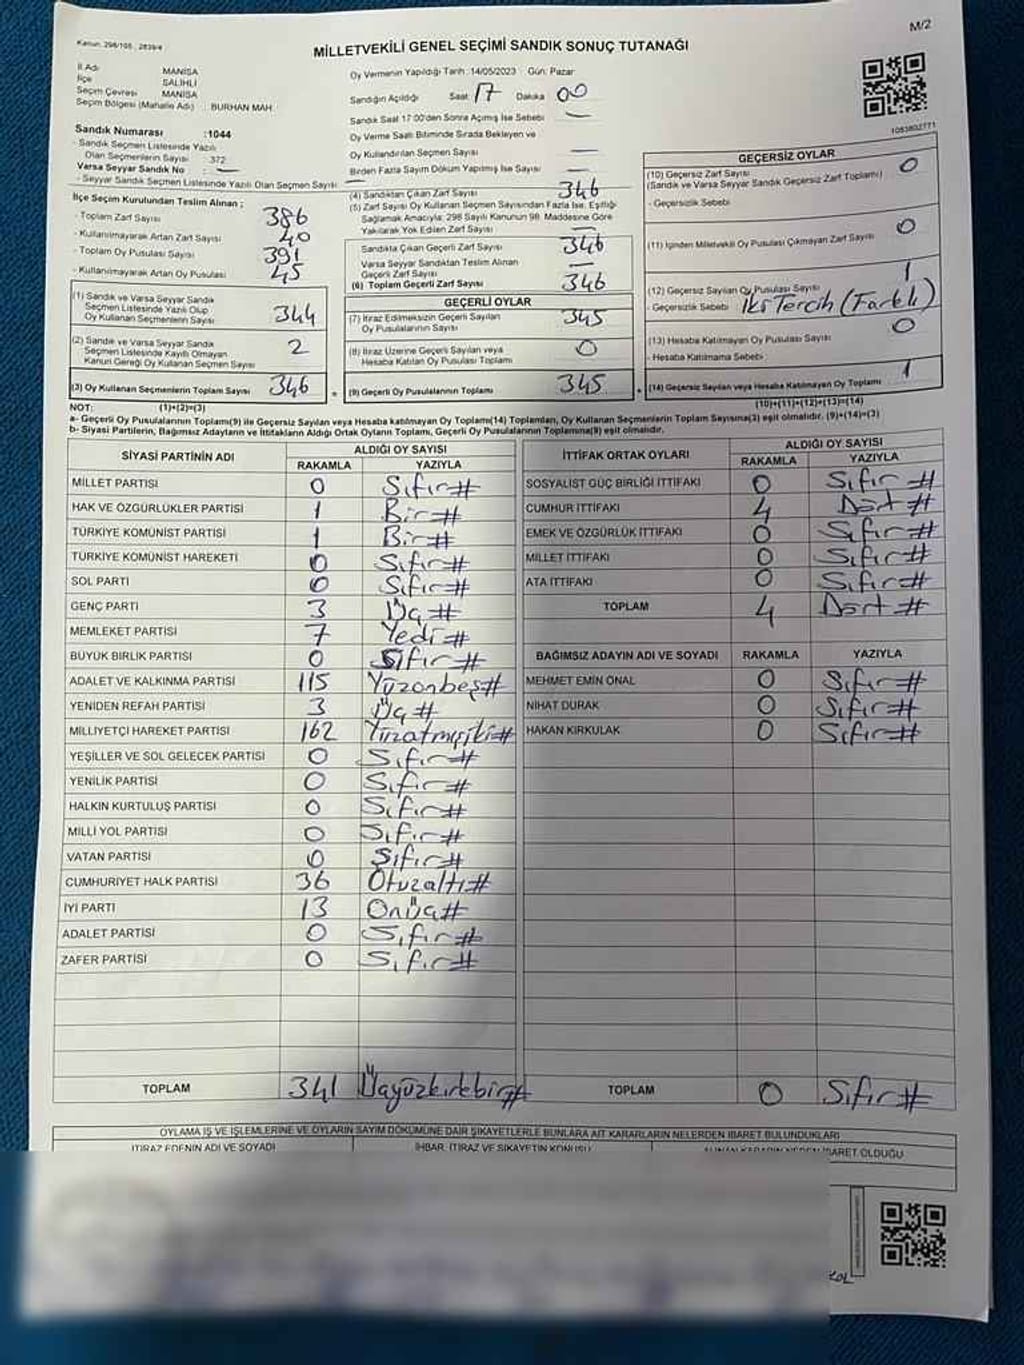 M/2
Kanun: 298/105 , 2839/4
MİLLETVEKİLİ GENEL SEÇİMİ SANDIK SONUÇ TUTANAĞI
İl Adı MANİSA
İlçe SALİHLİ
Seçim Çevresi MANİSA
Seçim Bölgesi (Mahalle Adı) : BURHAN MAH.
Sandık Numarası :1044
- Sandık Seçmen Listesinde Yazılı
Olan Seçmenlerin Sayısı : 372
Varsa Seyyar Sandık No : —
- Seyyar Sandık Seçmen Listesinde Yazılı Olan Seçmen Sayısı : —
İlçe Seçim Kurulundan Teslim Alınan ;
- Toplam Zarf Sayısı 386
- Kullanılmayarak Artan Zarf Sayısı 40
- Toplam Oy Pusulası Sayısı 391
- Kullanılmayarak Artan Oy Pusulası 45
(1) Sandık ve Varsa Seyyar Sandık
Seçmen Listesinde Yazılı Olup
Oy Kullanan Seçmenlerin Sayısı 344
(2) Sandık ve Varsa Seyyar Sandık
Seçmen Listesinde Kayıtlı Olmayan
Kanun Gereği Oy Kullanan Seçmen Sayısı 2
(3) Oy Kullanan Seçmenlerin Toplam Sayısı 346
Oy Vermenin Yapıldığı Tarih :14/05/2023 Gün: Pazar
Sandığın Açıldığı Saat 17 Dakika 00
Sandık Saat 17:00'den Sonra Açılmış İse Sebebi —
Oy Verme Saati Bitiminde Sırada Bekleyen ve
Oy Kullandırılan Seçmen Sayısı —
Birden Fazla Sayım Döküm Yapılmış İse Sayısı —
(4) Sandıktan Çıkan Zarf Sayısı 346
(5) Zarf Sayısı Oy Kullanan Seçmen Sayısından Fazla İse, Eşitliği
Sağlamak Amacıyla; 298 Sayılı Kanunun 98. Maddesine Göre
Yakılarak Yok Edilen Zarf Sayısı —
Sandıkta Çıkan Geçerli Zarf Sayısı 346
Varsa Seyyar Sandıktan Teslim Alınan
Geçerli Zarf Sayısı —
(6) Toplam Geçerli Zarf Sayısı 346
GEÇERLİ OYLAR
(7) İtiraz Edilmeksizin Geçerli Sayılan
Oy Pusulalarının Sayısı 345
(8) İtiraz Üzerine Geçerli Sayılan veya
Hesaba Katılan Oy Pusulası Toplamı 0
(9) Geçerli Oy Pusulalarının Toplamı 345
1053802771
GEÇERSİZ OYLAR
(10) Geçersiz Zarf Sayısı 0
(Sandık ve Varsa Seyyar Sandık Geçersiz Zarf Toplamı)
- Geçersizlik Sebebi
(11) İçinden Milletvekili Oy Pusulası Çıkmayan Zarf Sayısı 0
(12) Geçersiz Sayılan Oy Pusulası Sayısı 1
- Geçersizlik Sebebi İki Tercih (Farklı)
(13) Hesaba Katılmayan Oy Pusulası Sayısı 0
- Hesaba Katılmama Sebebi
(14) Geçersiz Sayılan veya Hesaba Katılmayan Oy Toplamı 1
NOT: (1)+(2)=(3) (10)+(11)+(12)+(13)=(14)
a- Geçerli Oy Pusulaları Toplamı(9) ile Geçersiz Sayılan veya Hesaba katılmayan Oy Toplamı(14) Toplamları, Oy Kullanan Seçmenlerin Toplam Sayısına(3) eşit olmalıdır. (9)+(14)=(3)
b- Siyasi Partilerin, Bağımsız Adayların ve İttifakların Aldığı Ortak Oyların Toplamı, Geçerli Oy Pusulaları Toplamına(9) eşit olmalıdır.
SİYASİ PARTİNİN ADI ALDIĞI OY SAYISI
RAKAMLA YAZIYLA
MİLLET PARTİSİ 0 Sıfır#
HAK VE ÖZGÜRLÜKLER PARTİSİ 1 Bir#
TÜRKİYE KOMÜNİST PARTİSİ 1 Bir#
TÜRKİYE KOMÜNİST HAREKETİ 0 Sıfır#
SOL PARTİ 0 Sıfır#
GENÇ PARTİ 3 Üç#
MEMLEKET PARTİSİ 7 Yedi#
BÜYÜK BİRLİK PARTİSİ 0 Sıfır#
ADALET VE KALKINMA PARTİSİ 115 Yüzonbeş#
YENİDEN REFAH PARTİSİ 3 Üç#
MİLLİYETÇİ HAREKET PARTİSİ 162 Yüzatmışiki#
YEŞİLLER VE SOL GELECEK PARTİSİ 0 Sıfır#
YENİLİK PARTİSİ 0 Sıfır#
HALKIN KURTULUŞ PARTİSİ 0 Sıfır#
MİLLİ YOL PARTİSİ 0 Sıfır#
VATAN PARTİSİ 0 Sıfır#
CUMHURİYET HALK PARTİSİ 36 Otuzaltı#
İYİ PARTİ 13 Onüç#
ADALET PARTİSİ 0 Sıfır#
ZAFER PARTİSİ 0 Sıfır#
TOPLAM 341 Üçyüzkırkbir#
İTTİFAK ORTAK OYLARI ALDIĞI OY SAYISI
RAKAMLA YAZIYLA
SOSYALİST GÜÇ BİRLİĞİ İTTİFAKI 0 Sıfır#
CUMHUR İTTİFAKI 4 Dört#
EMEK VE ÖZGÜRLÜK İTTİFAKI 0 Sıfır#
MİLLET İTTİFAKI 0 Sıfır#
ATA İTTİFAKI 0 Sıfır#
TOPLAM 4 Dört#
BAĞIMSIZ ADAYIN ADI VE SOYADI RAKAMLA YAZIYLA
MEHMET EMİN ÖNAL 0 Sıfır#
NİHAT DURAK 0 Sıfır#
HAKAN KIRKULAK 0 Sıfır#
TOPLAM 0 Sıfır#
OYLAMA İŞ VE İŞLEMLERİNE VE OYLARIN SAYIM DÖKÜMÜNE DAİR ŞİKAYETLERLE BUNLARA AİT KARARLARIN NELERDEN İBARET BULUNDUKLARI
İTİRAZ EDENİN ADI VE SOYADI İHBAR, İTİRAZ VE ŞİKAYETİN KONUSU ALINAN KARARIN NEDEN İBARET OLDUĞU